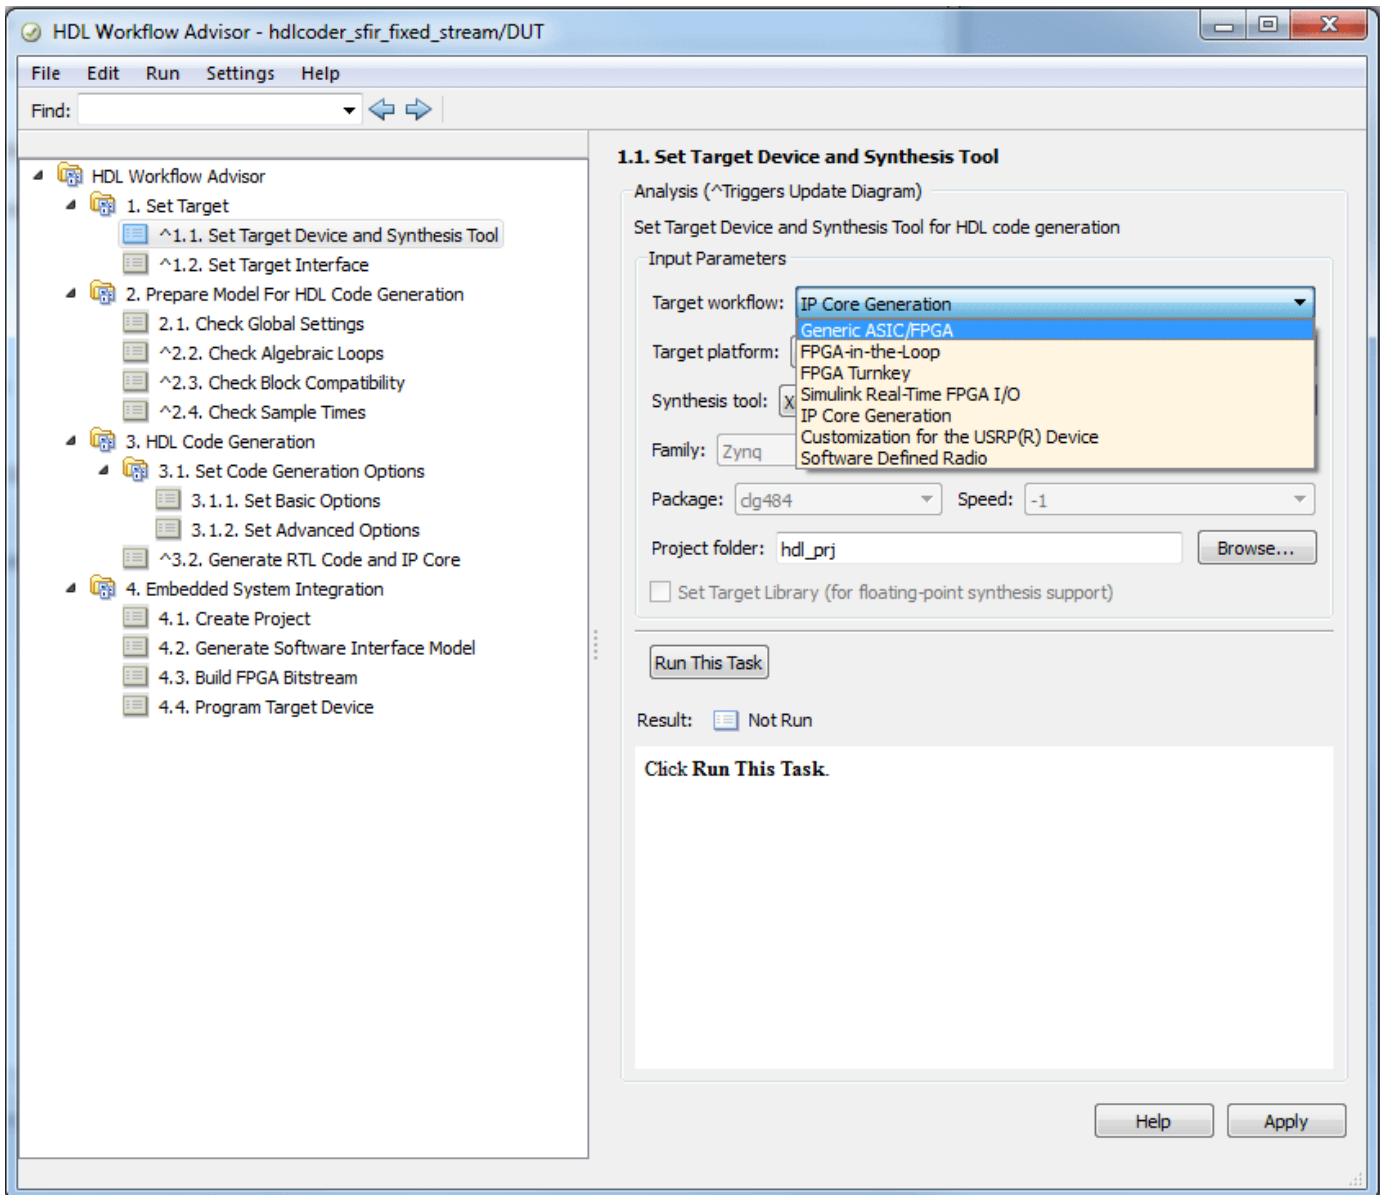 HDL Workflow Advisor - hdlcoder_sfir_fixed_stream/DUT
File Edit Run Settings Help
Find:
HDL Workflow Advisor
1. Set Target
^1.1. Set Target Device and Synthesis Tool
^1.2. Set Target Interface
2. Prepare Model For HDL Code Generation
2.1. Check Global Settings
^2.2. Check Algebraic Loops
^2.3. Check Block Compatibility
^2.4. Check Sample Times
3. HDL Code Generation
3.1. Set Code Generation Options
3.1.1. Set Basic Options
3.1.2. Set Advanced Options
^3.2. Generate RTL Code and IP Core
4. Embedded System Integration
4.1. Create Project
4.2. Generate Software Interface Model
4.3. Build FPGA Bitstream
4.4. Program Target Device
1.1. Set Target Device and Synthesis Tool
Analysis (^Triggers Update Diagram)
Set Target Device and Synthesis Tool for HDL code generation
Input Parameters
Target workflow: IP Core Generation
Generic ASIC/FPGA
FPGA-in-the-Loop
FPGA Turnkey
Simulink Real-Time FPGA I/O
IP Core Generation
Customization for the USRP(R) Device
Software Defined Radio
Target platform:
Synthesis tool: X
Family: Zynq
Package: clg484 Speed: -1
Project folder: hdl_prj Browse...
Set Target Library (for floating-point synthesis support)
Run This Task
Result: Not Run
Click Run This Task.
Help Apply